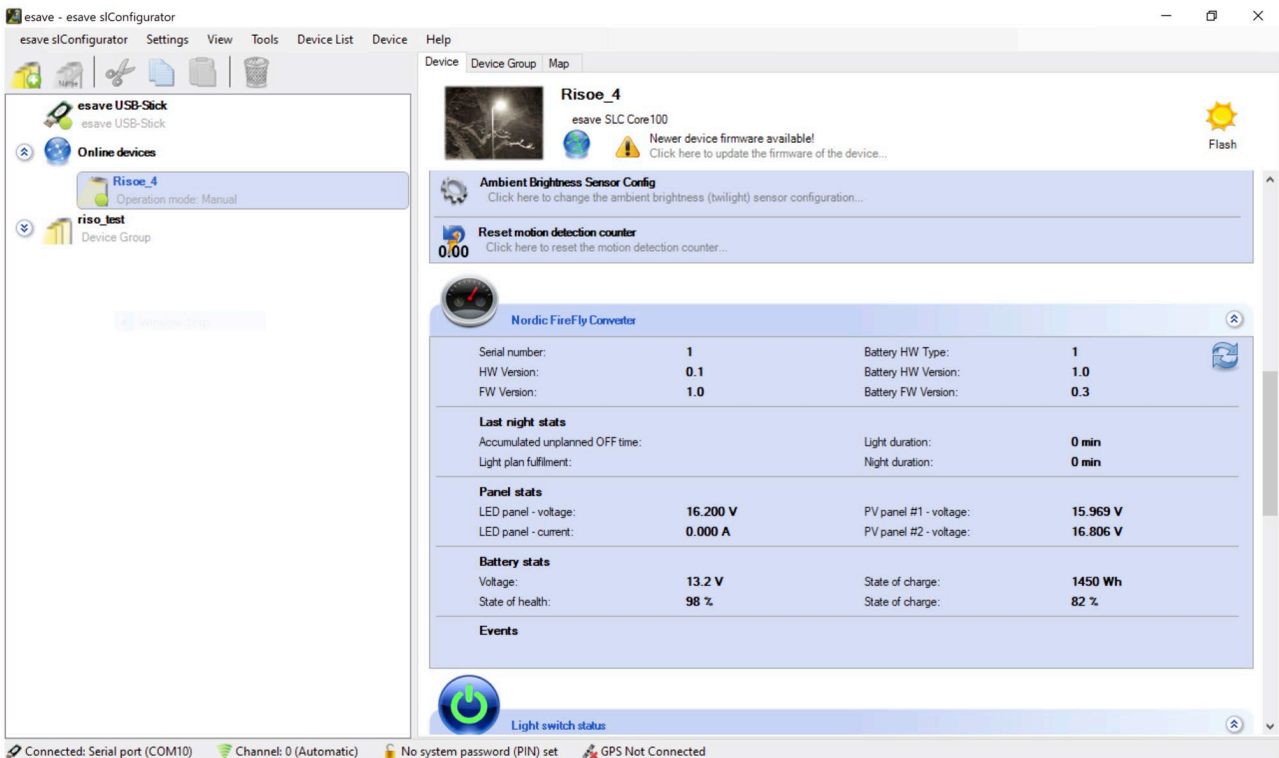 esave - esave slConfigurator
esave slConfigurator Settings View Tools Device List Device Help
esave USB-Stick
esave USB-Stick
Online devices
Risoe_4
Operation mode: Manual
riso_test
Device Group
Device Device Group Map
Risoe_4
esave SLC Core100
Newer device firmware available!
Click here to update the firmware of the device...
Flash
Ambient Brightness Sensor Config
Click here to change the ambient brightness (twilight) sensor configuration...
0.00
Reset motion detection counter
Click here to reset the motion detection counter...
Nordic FireFly Converter
Serial number: 1 Battery HW Type: 1
HW Version: 0.1 Battery HW Version: 1.0
FW Version: 1.0 Battery FW Version: 0.3
Last night stats
Accumulated unplanned OFF time: Light duration: 0 min
Light plan fulfilment: Night duration: 0 min
Panel stats
LED panel - voltage: 16.200 V PV panel #1 - voltage: 15.969 V
LED panel - current: 0.000 A PV panel #2 - voltage: 16.806 V
Battery stats
Voltage: 13.2 V State of charge: 1450 Wh
State of health: 98 % State of charge: 82 %
Events
Light switch status
Connected: Serial port (COM10) Channel: 0 (Automatic) No system password (PIN) set GPS Not Connected